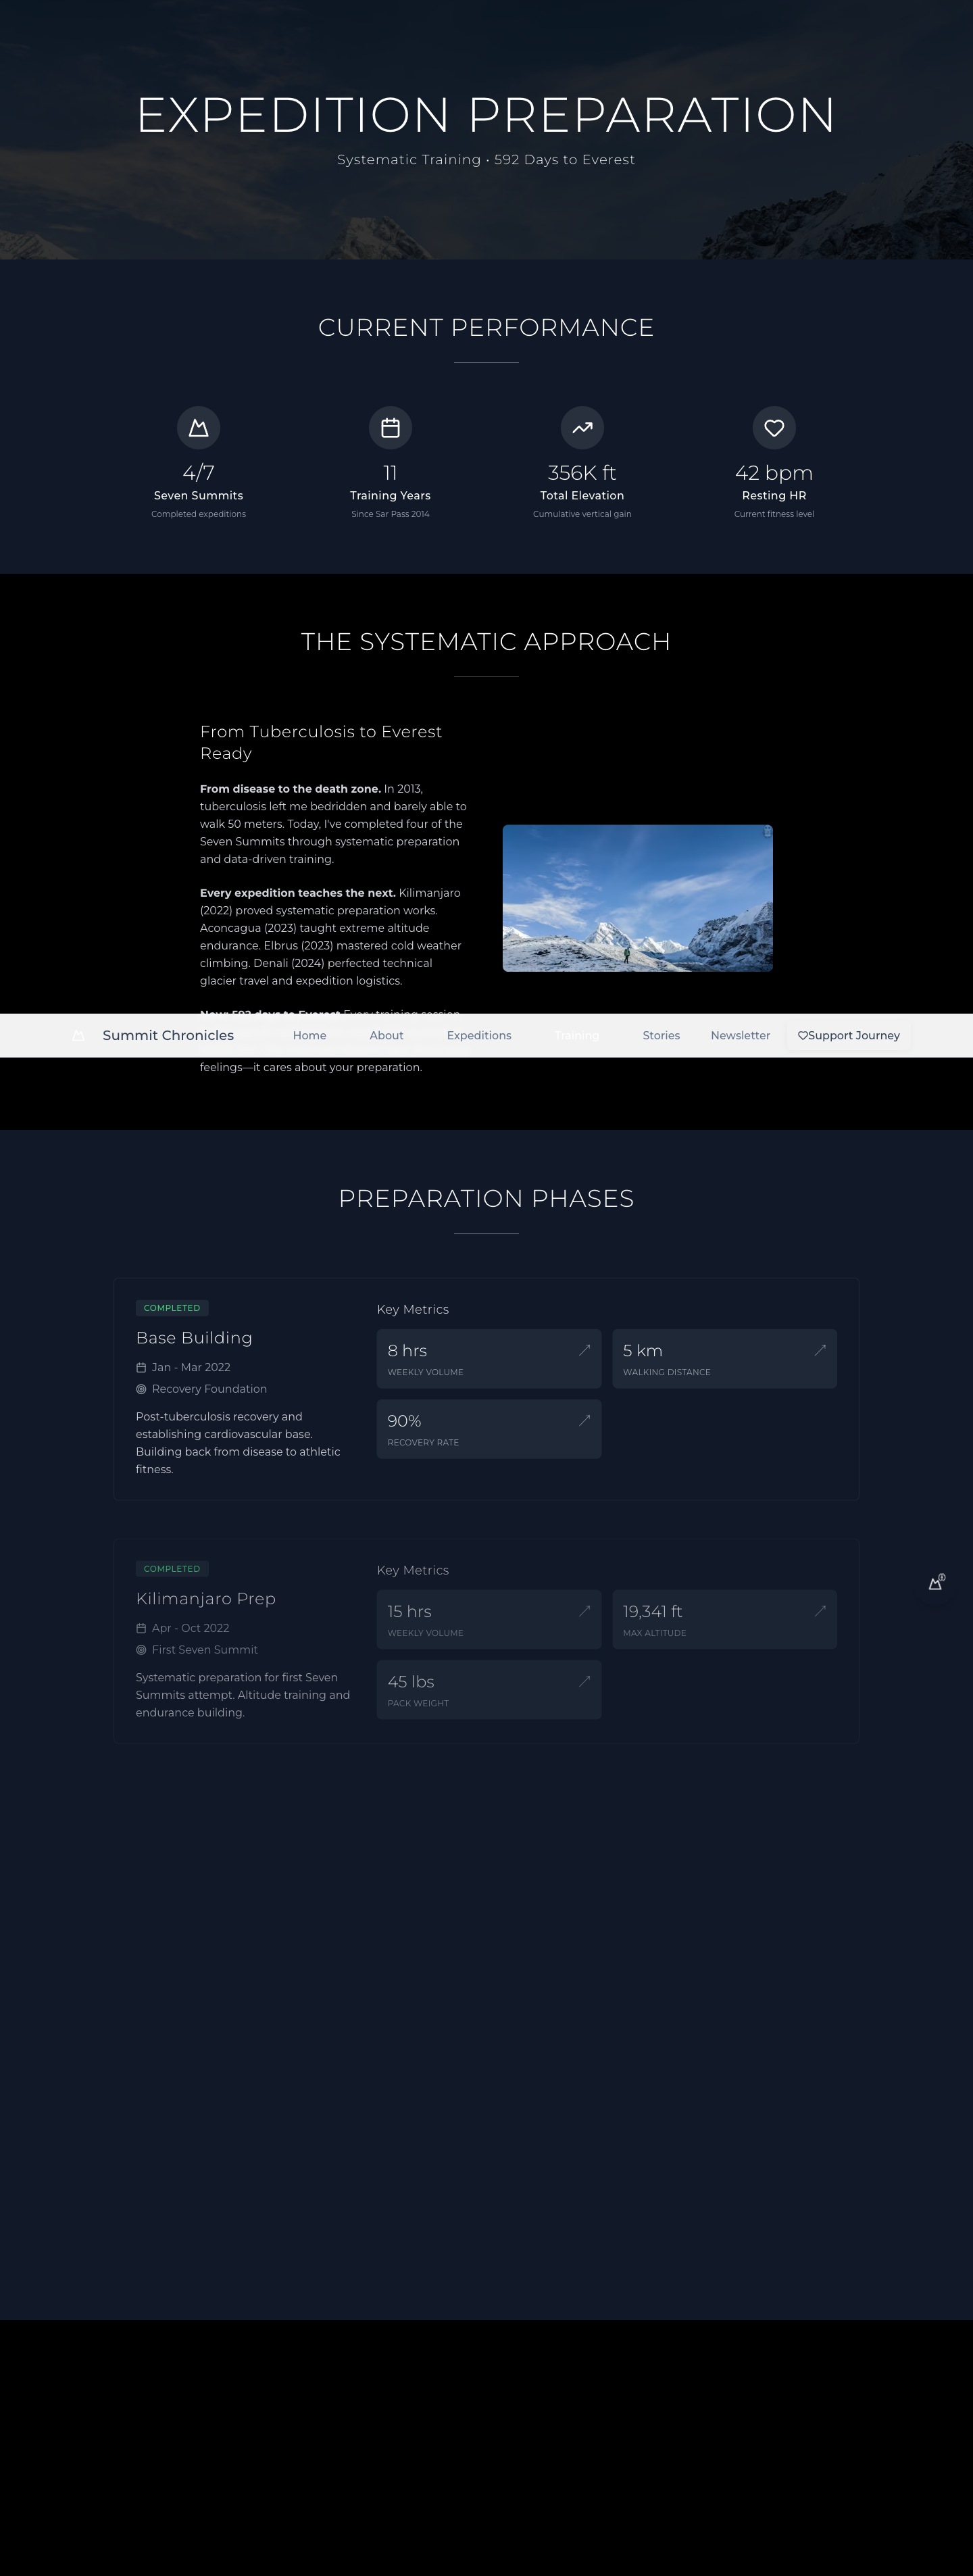 EXPEDITION PREPARATION
Systematic Training • 592 Days to Everest
CURRENT PERFORMANCE
4/7
Seven Summits
Completed expeditions
11
Training Years
Since Sar Pass 2014
356K ft
Total Elevation
Cumulative vertical gain
42 bpm
Resting HR
Current fitness level
THE SYSTEMATIC APPROACH
From Tuberculosis to Everest
Ready
From disease to the death zone. In 2013,
tuberculosis left me bedridden and barely able to
walk 50 meters. Today, I've completed four of the
Seven Summits through systematic preparation
and data-driven training.
Every expedition teaches the next. Kilimanjaro
(2022) proved systematic preparation works.
Aconcagua (2023) taught extreme altitude
endurance. Elbrus (2023) mastered cold weather
climbing. Denali (2024) perfected technical
glacier travel and expedition logistics.
Now: 592 days to Everest Every training session
Summit Chronicles
Home
About
Expeditions
Training
Stories
Newsletter
Support Journey
feelings—it cares about your preparation.
PREPARATION PHASES
COMPLETED
Base Building
Jan - Mar 2022
Recovery Foundation
Post-tuberculosis recovery and
establishing cardiovascular base.
Building back from disease to athletic
fitness.
Key Metrics
8 hrs
WEEKLY VOLUME
5 km
WALKING DISTANCE
90%
RECOVERY RATE
COMPLETED
Kilimanjaro Prep
Apr - Oct 2022
First Seven Summit
Systematic preparation for first Seven
Summits attempt. Altitude training and
endurance building.
Key Metrics
15 hrs
WEEKLY VOLUME
19,341 ft
MAX ALTITUDE
45 lbs
PACK WEIGHT